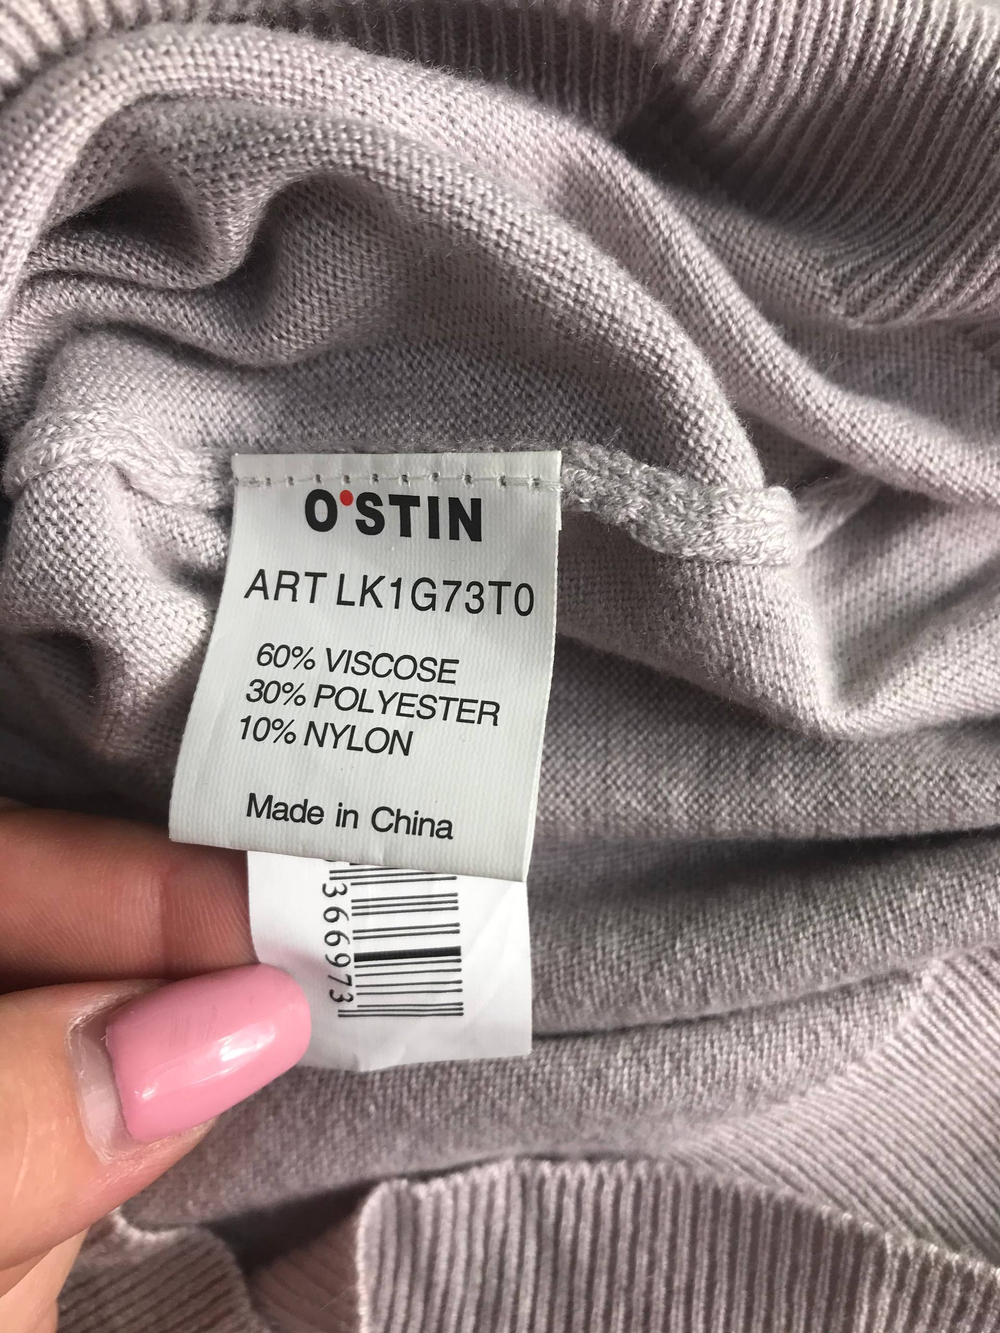 O'STIN
ART LK1G73T0
60% VISCOSE
30% POLYESTER
10% NYLON
Made in China
366973